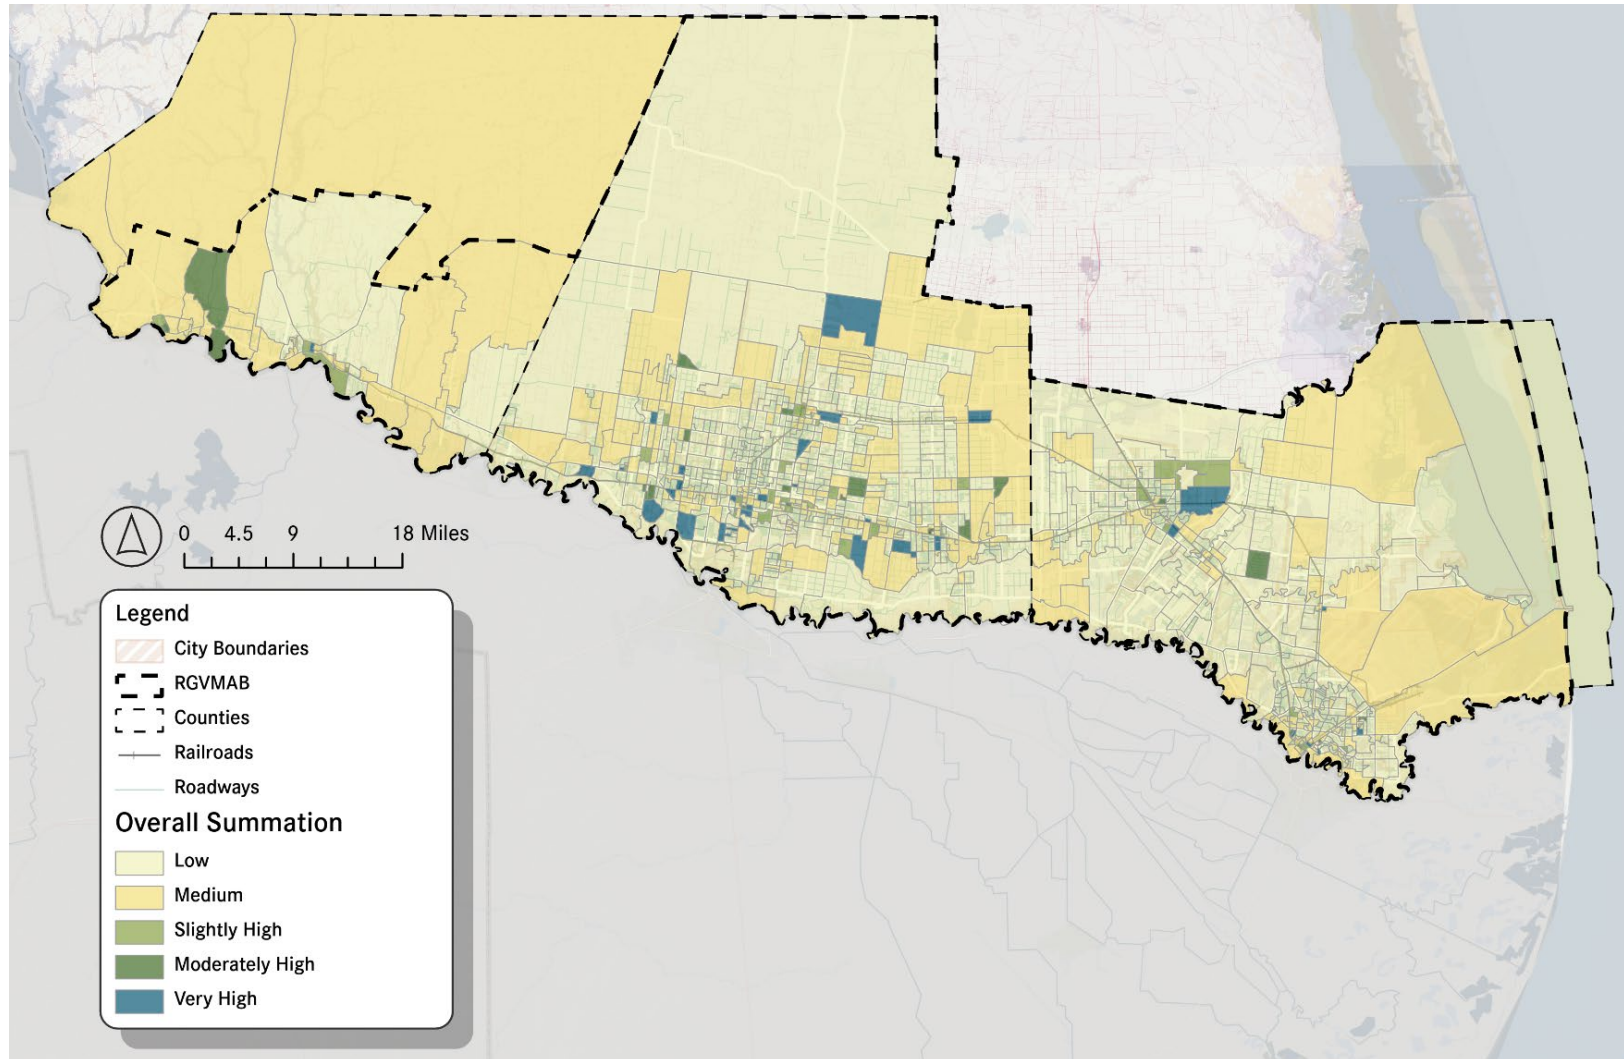 0 4.5 9 18 Miles
Legend
City Boundaries
RGVMAB
Counties
Railroads
Roadways
Overall Summation
Low
Medium
Slightly High
Moderately High
Very High